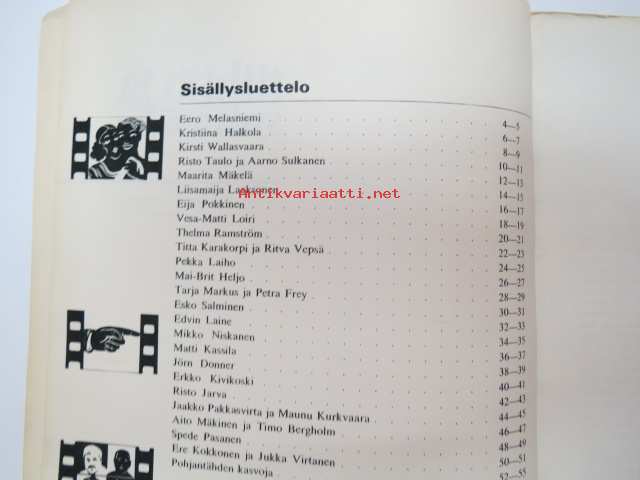 Sisällysluettelo
Eero Melasniemi 4—5
Kristiina Halkola 6—7
Kirsti Wallasvaara 8—9
Risto Taulo ja Aarno Sulkanen 10—11
Maarita Mäkelä 12—13
Liisamaija Laaksonen 14—15
Antikvariaatti.net
Eija Pokkinen 16—17
Vesa-Matti Loiri 18—19
Thelma Ramström 20—21
Titta Karakorpi ja Ritva Vepsä 22—23
Pekka Laiho 24—25
Mai-Brit Heljo 26—27
Tarja Markus ja Petra Frey 28—29
Esko Salminen 30—31
Edvin Laine 32—33
Mikko Niskanen 34—35
Matti Kassila 36—37
Jörn Donner 38—39
Erkko Kivikoski 40—41
Risto Jarva 42—43
Jaakko Pakkasvirta ja Maunu Kurkvaara 44—45
Aito Mäkinen ja Timo Bergholm 46—47
Spede Pasanen 48—49
Ere Kokkonen ja Jukka Virtanen 50—51
Pohjantähden kasvoja 52—55